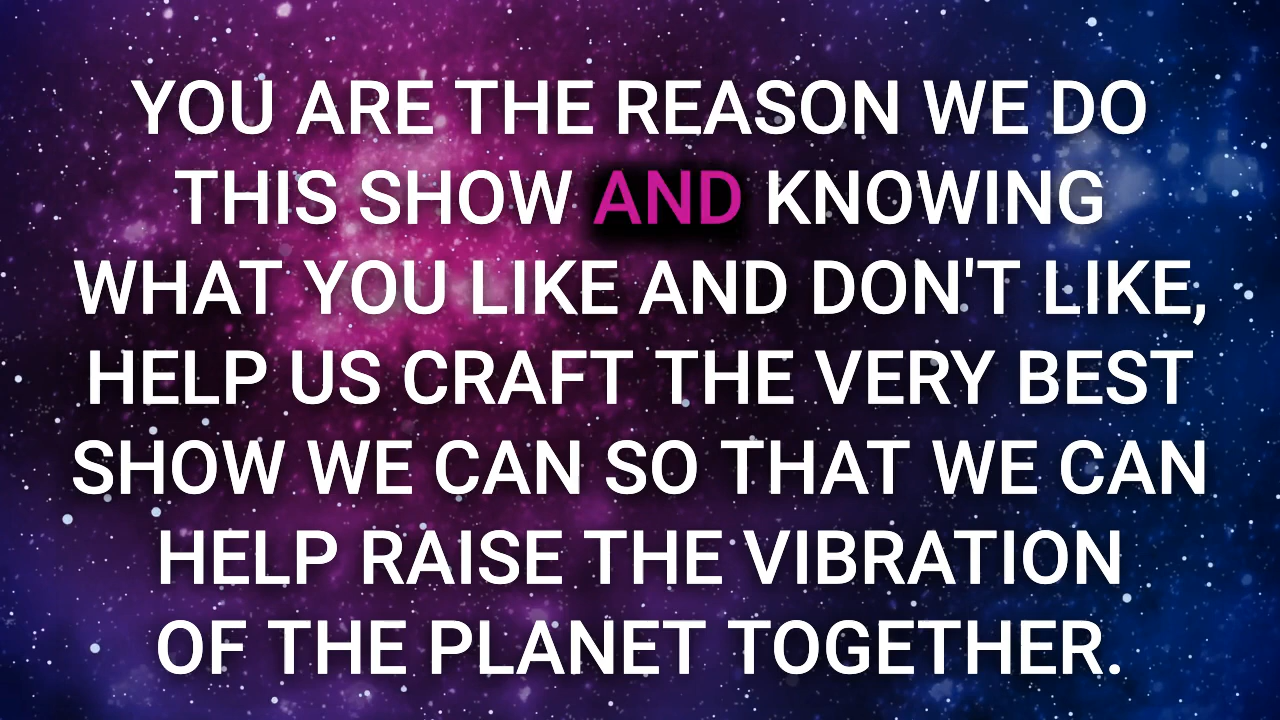 YOU ARE THE REASON WE DO
THIS SHOW AND KNOWING
WHAT YOU LIKE AND DON'T LIKE,
HELP US CRAFT THE VERY BEST
SHOW WE CAN SO THAT WE CAN
HELP RAISE THE VIBRATION
OF THE PLANET TOGETHER.